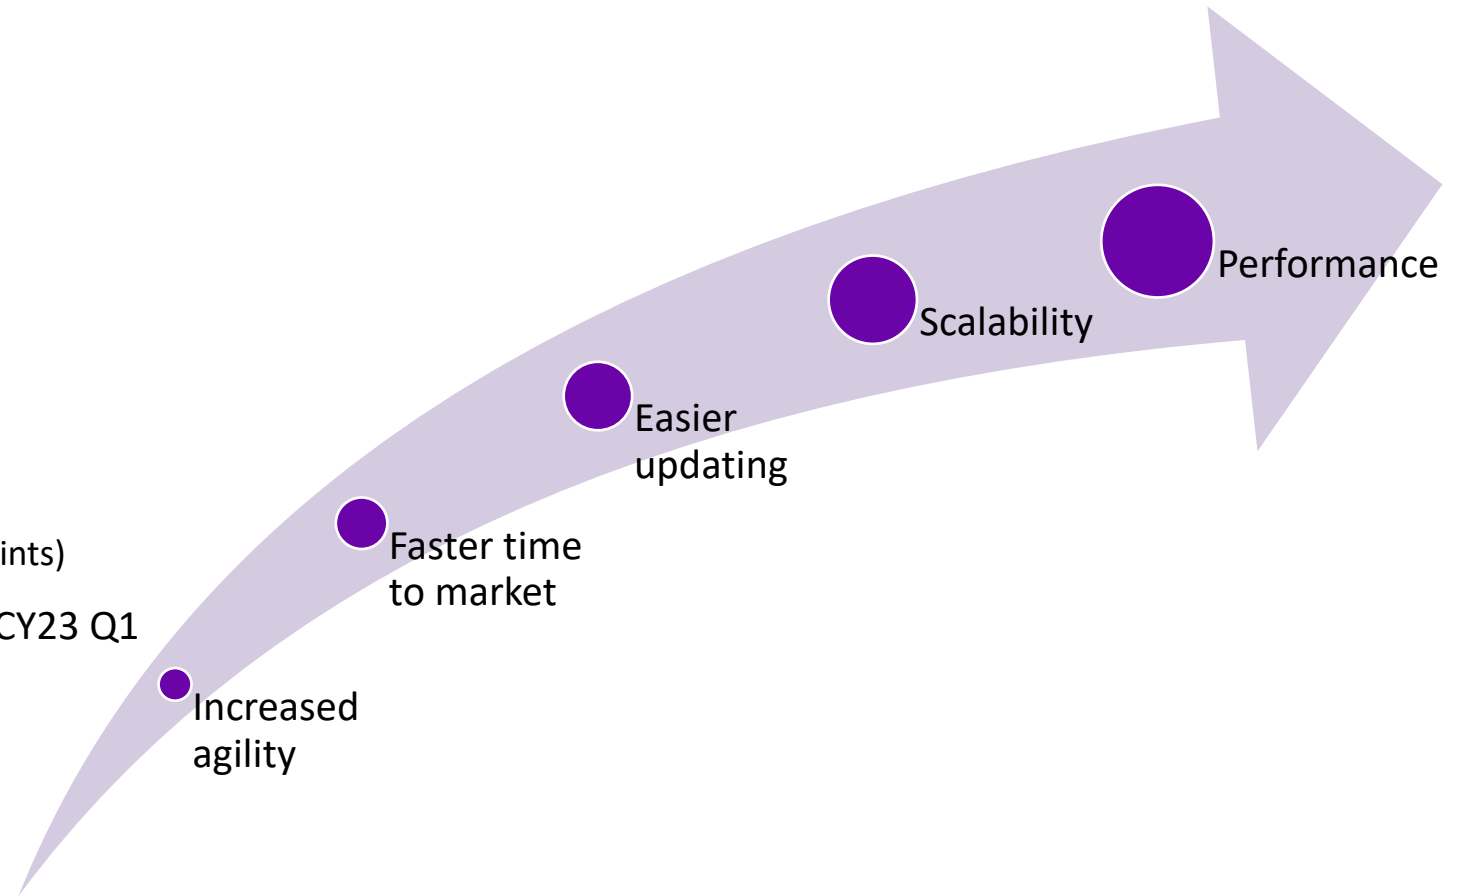 Performance
Scalability
Easier
updating
Faster time
to market
ints)
CY23 Q1
Increased
agility